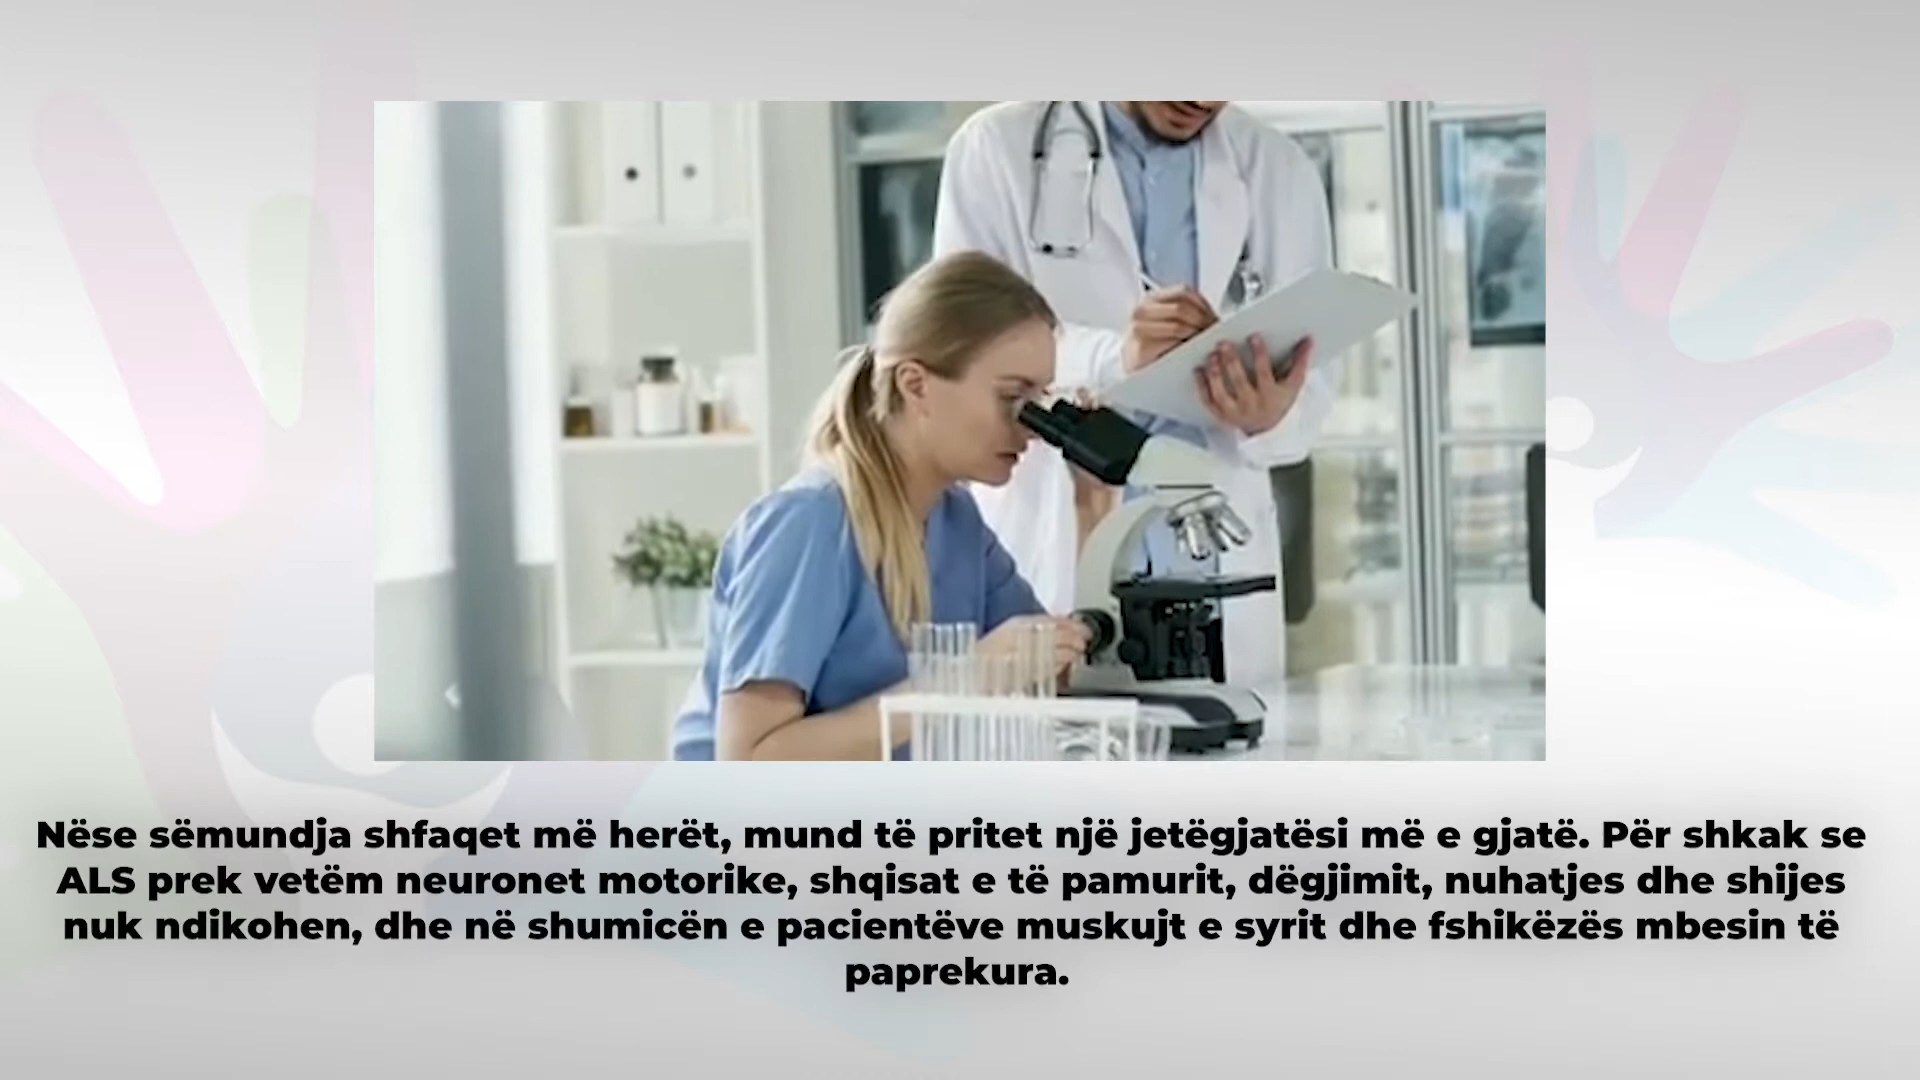 Nëse sëmundja shfaqet më herët, mund të pritet një jetëgjatësi më e gjatë. Për shkak se
ALS prek vetëm neuronet motorike, shqisat e të pamurit, dëgjimit, nuhatjes dhe shijes
nuk ndikohen, dhe në shumicën e pacientëve muskujt e syrit dhe fshikëzës mbesin të
paprekura.